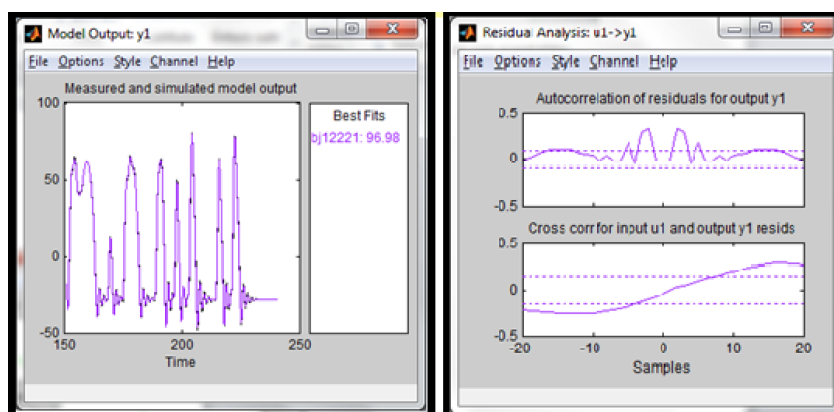 Model Output: y1
File Options Style Channel Help
Measured and simulated model output
100
50
0
-50
150
200
250
Time
Best Fits
bj12221: 96.98
Residual Analysis: u1->y1
File Options Style Channel Help
Autocorrelation of residuals for output y1
0.5
0
-0.5
Cross corr for input u1 and output y1 resids
0.5
0
-0.5
-20
-10
0
10
20
Samples